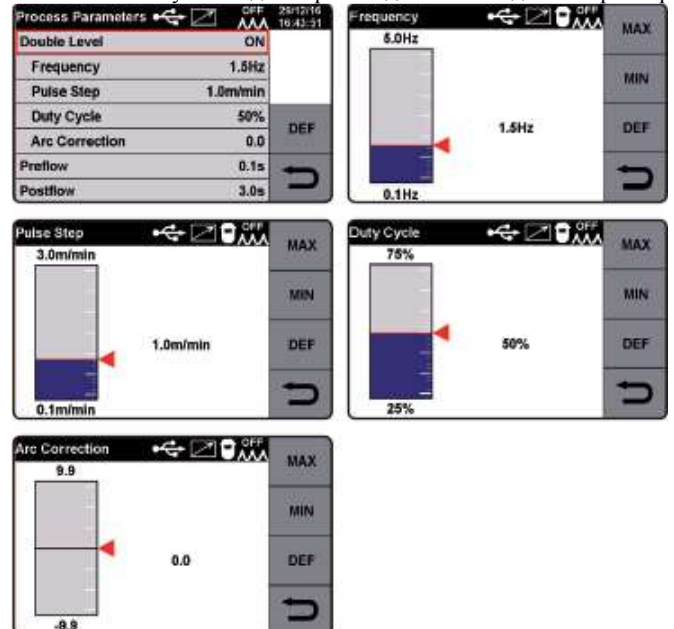 Process Parameters OFF 29/12/16 16:43:51
Double Level ON
Frequency 1.5Hz
Pulse Step 1.0m/min
Duty Cycle 50%
Arc Correction 0.0
Preflow 0.1s
Postflow 3.0s
DEF
Frequency OFF
5.0Hz
1.5Hz
0.1Hz
MAX
MIN
DEF
Pulse Step OFF
3.0m/min
1.0m/min
0.1m/min
MAX
MIN
DEF
Duty Cycle OFF
75%
50%
25%
MAX
MIN
DEF
Arc Correction OFF
9.9
0.0
-9.9
MAX
MIN
DEF